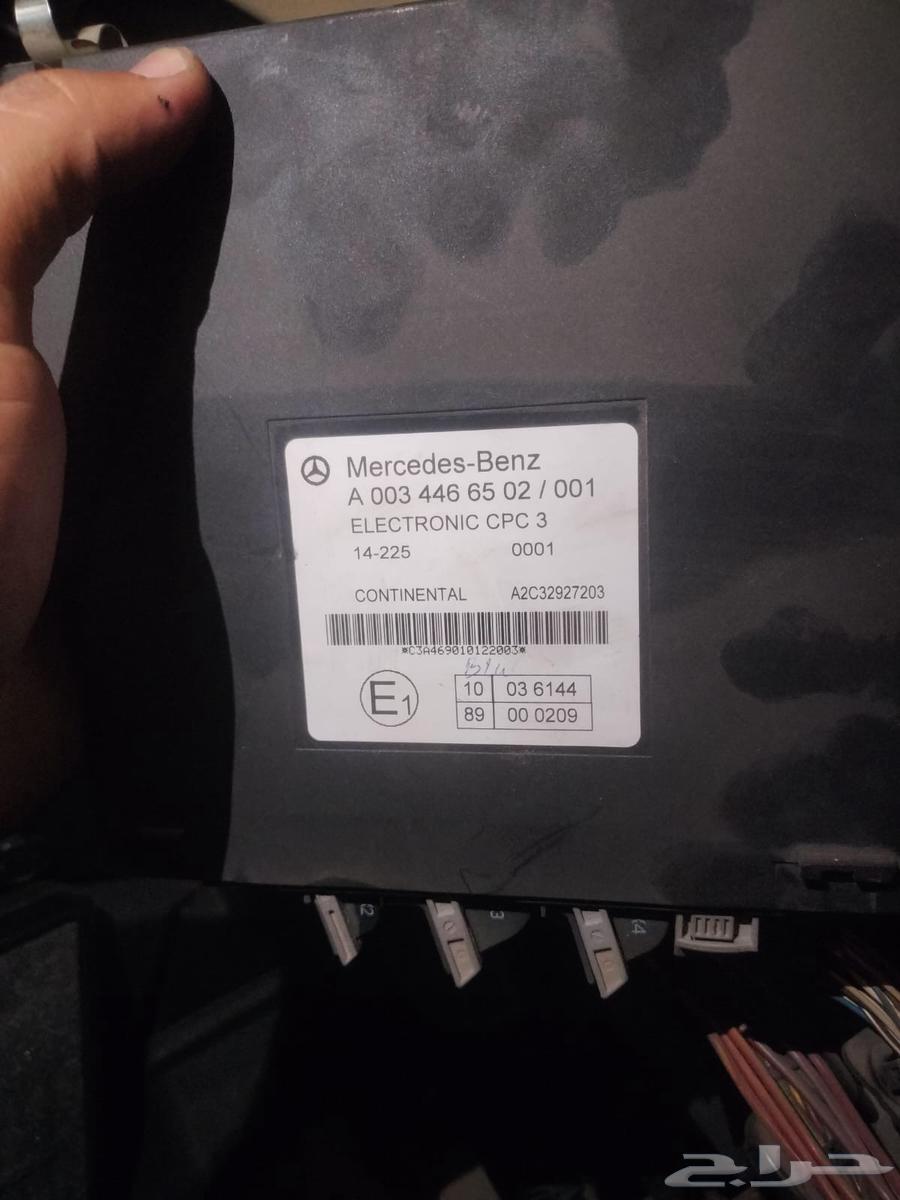 Mercedes-Benz
A 003 446 65 02 / 001
ELECTRONIC CPC 3
14-225 0001
CONTINENTAL A2C32927203
*C3A469010122003*
E1
10 03 6144
89 00 0209
X4
حراج